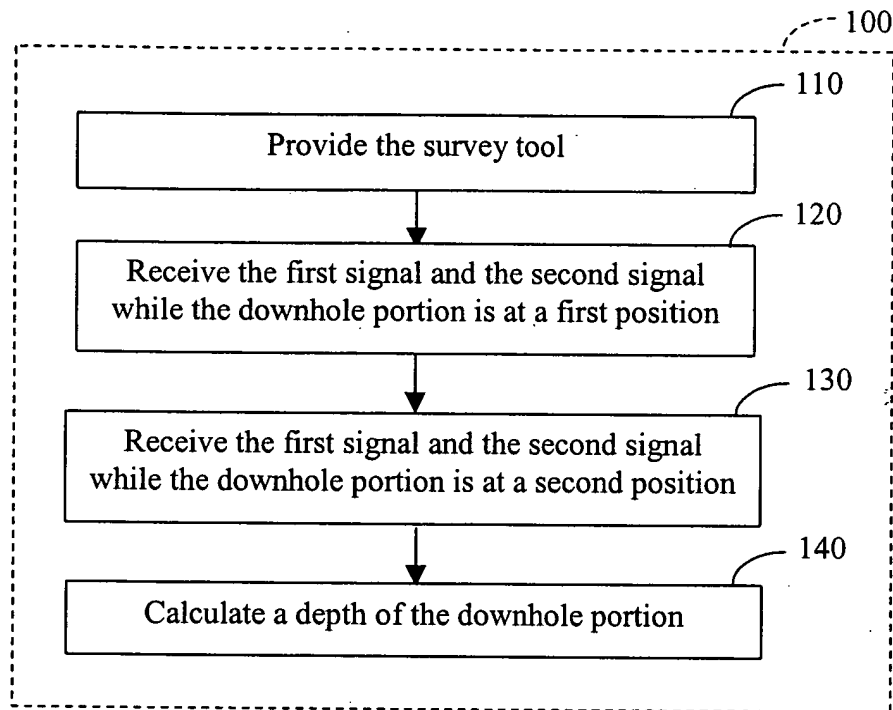 100
110
Provide the survey tool
120
Receive the first signal and the second signal
while the downhole portion is at a first position
130
Receive the first signal and the second signal
while the downhole portion is at a second position
140
Calculate a depth of the downhole portion